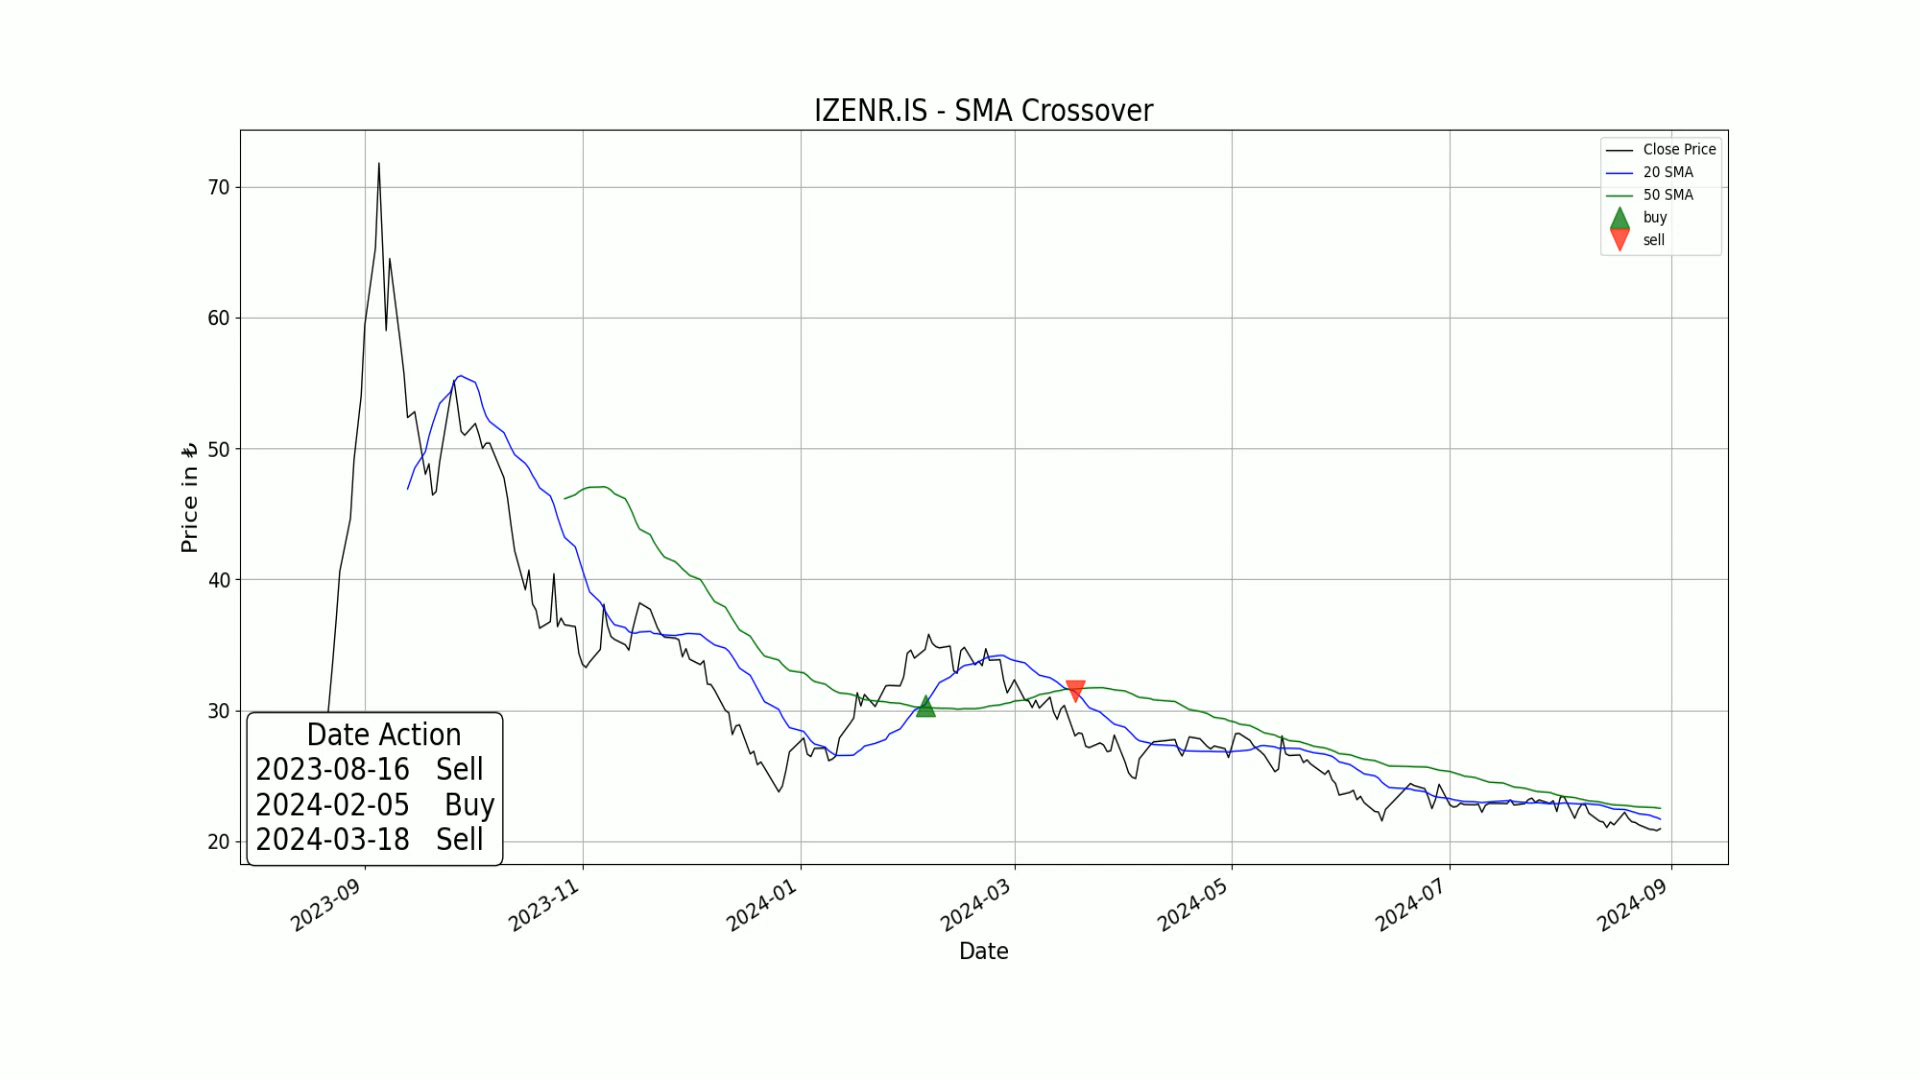 IZENR.IS - SMA Crossover
Close Price
20 SMA
50 SMA
buy
sell
70
60
50
40
30
20
Price in ₺
Date Action
2023-08-16 Sell
2024-02-05 Buy
2024-03-18 Sell
2023-09
2023-11
2024-01
2024-03
2024-05
2024-07
2024-09
Date